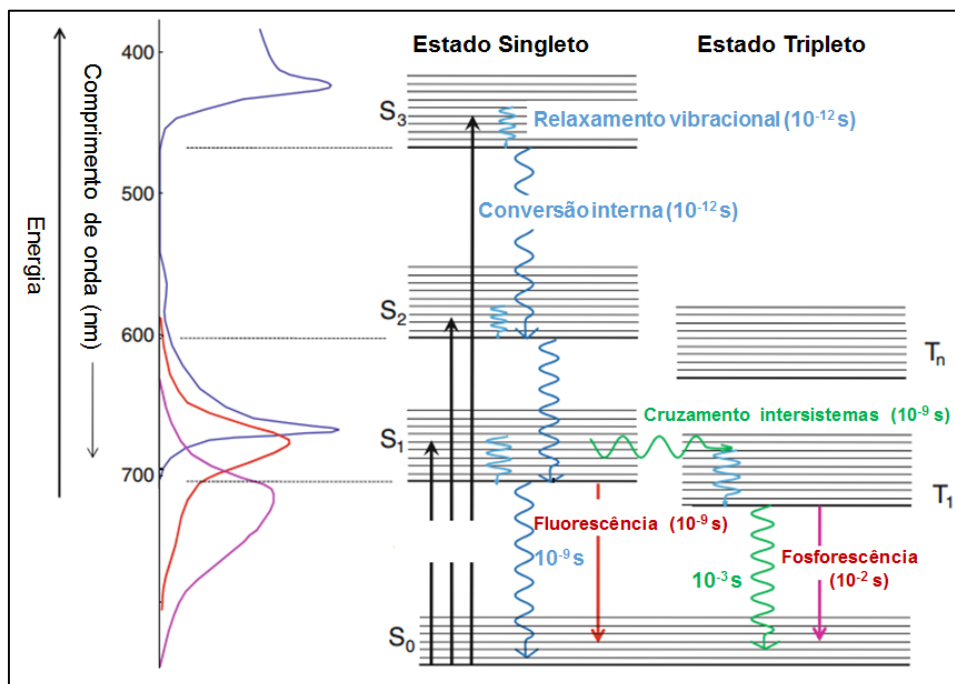 Energia
Comprimento de onda (nm)
400
500
600
700
Estado Singleto
Estado Tripleto
S3
Relaxamento vibracional (10-12 s)
Conversão interna (10-12 s)
S2
Tn
Cruzamento intersistemas (10-9 s)
S1
T1
Fluorescência (10-9 s)
10-9 s
Fosforescência
(10-2 s)
10-3 s
S0